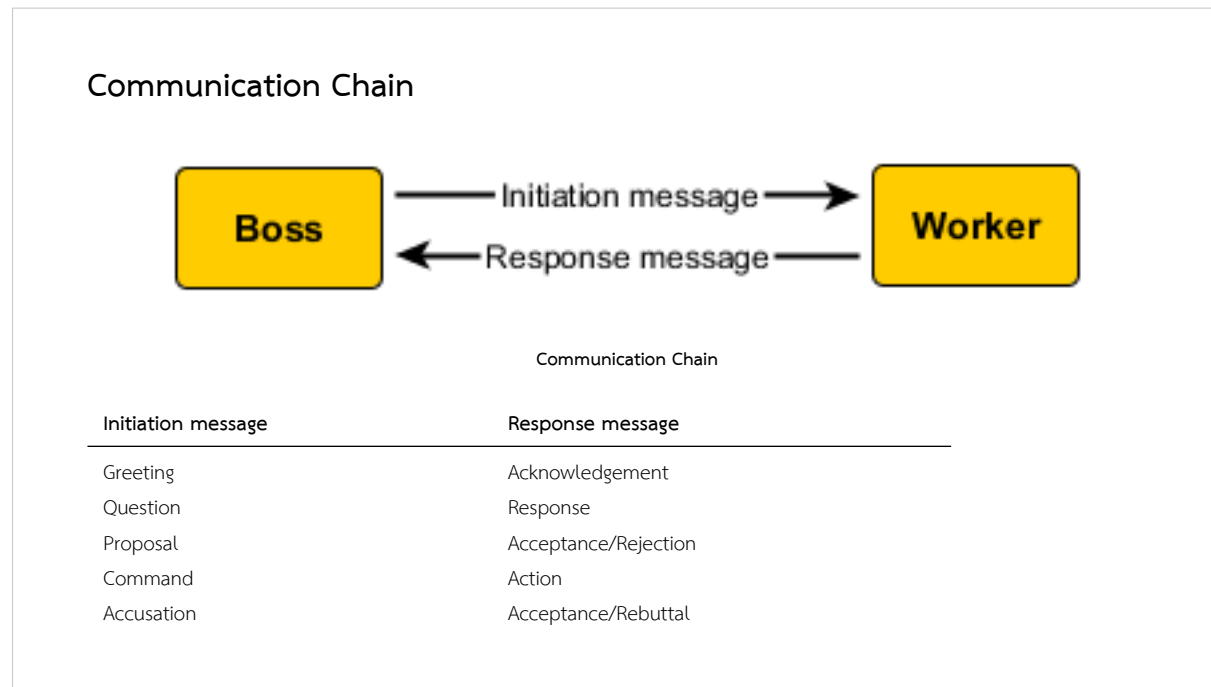 Communication Chain
Initiation message
Boss
Worker
Response message
Communication Chain
Initiation message Response message
Greeting Acknowledgement
Question Response
Proposal Acceptance/Rejection
Command Action
Accusation Acceptance/Rebuttal